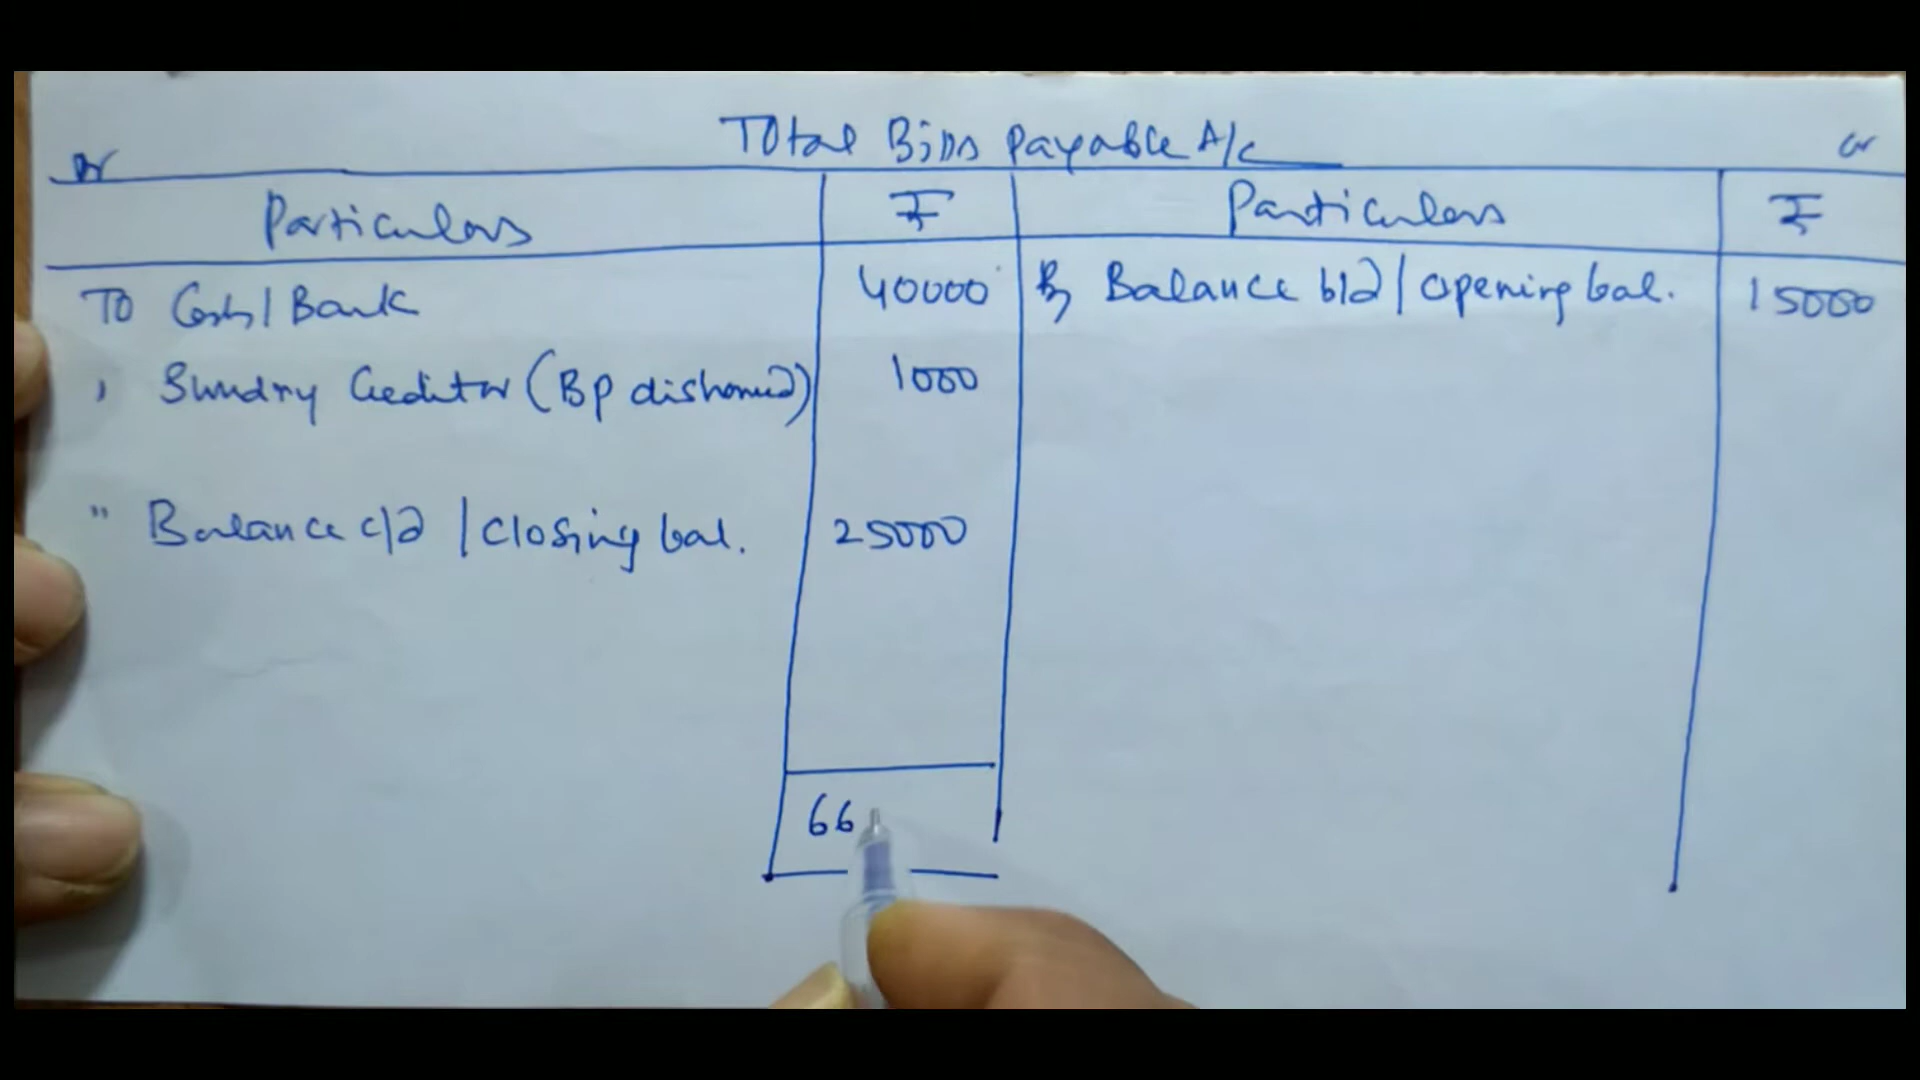 Total Bills Payable A/c
Dr Cr
Particulars ₹ Particulars ₹
To Cash/Bank 40000 By Balance b/d/opening bal. 15000
" Sundry Creditor (BP dishonored) 1000
" Balance c/d/closing bal. 25000
66